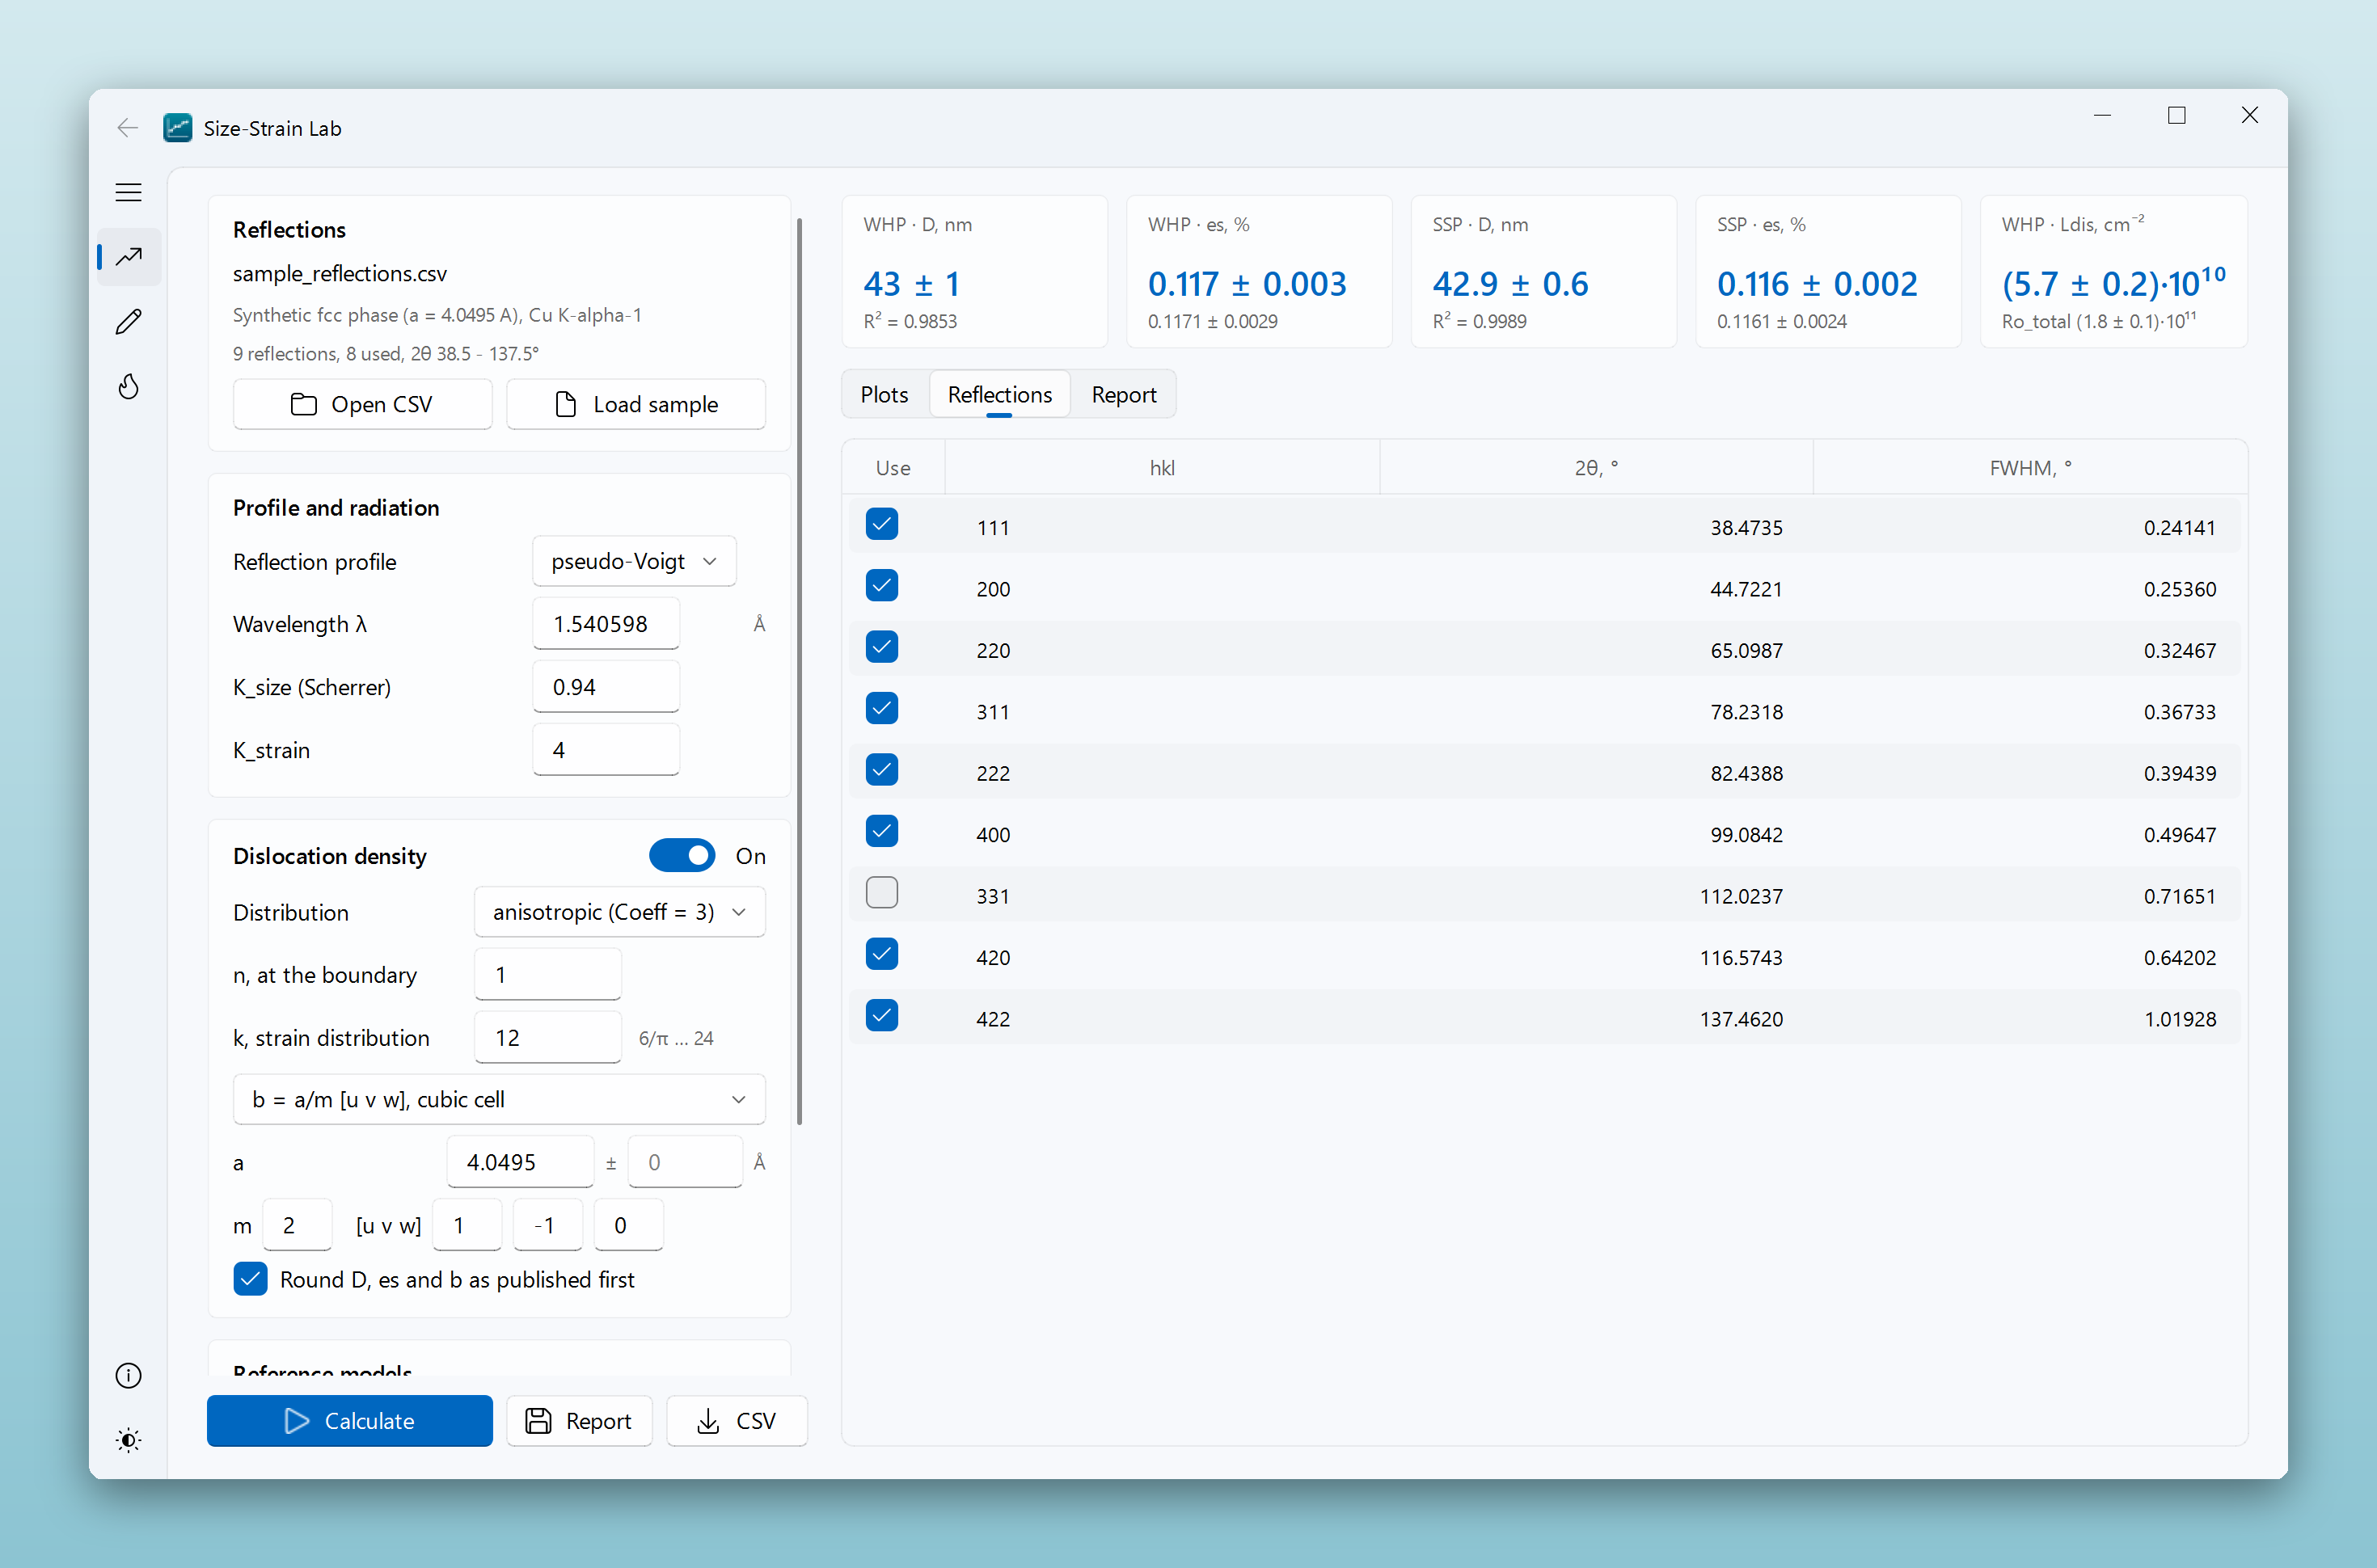 Size-Strain Lab
Reflections
sample_reflections.csv
Synthetic fcc phase (a = 4.0495 A), Cu K-alpha-1
9 reflections, 8 used, 2θ 38.5 - 137.5°
Open CSV
Load sample
Profile and radiation
Reflection profile pseudo-Voigt
Wavelength λ 1.540598 Å
K_size (Scherrer) 0.94
K_strain 4
Dislocation density On
Distribution anisotropic (Coeff = 3)
n, at the boundary 1
k, strain distribution 12 6/π ... 24
b = a/m [u v w], cubic cell
a 4.0495 ± 0 Å
m 2 [u v w] 1 -1 0
Round D, es and b as published first
Reference models
Calculate
Report
CSV
WHP · D, nm
43 ± 1
R² = 0.9853
WHP · es, %
0.117 ± 0.003
0.1171 ± 0.0029
SSP · D, nm
42.9 ± 0.6
R² = 0.9989
SSP · es, %
0.116 ± 0.002
0.1161 ± 0.0024
WHP · Ldis, cm⁻²
(5.7 ± 0.2)·10¹⁰
Ro_total (1.8 ± 0.1)·10¹¹
Plots Reflections Report
Use hkl 2θ, ° FWHM, °
111 38.4735 0.24141
200 44.7221 0.25360
220 65.0987 0.32467
311 78.2318 0.36733
222 82.4388 0.39439
400 99.0842 0.49647
331 112.0237 0.71651
420 116.5743 0.64202
422 137.4620 1.01928